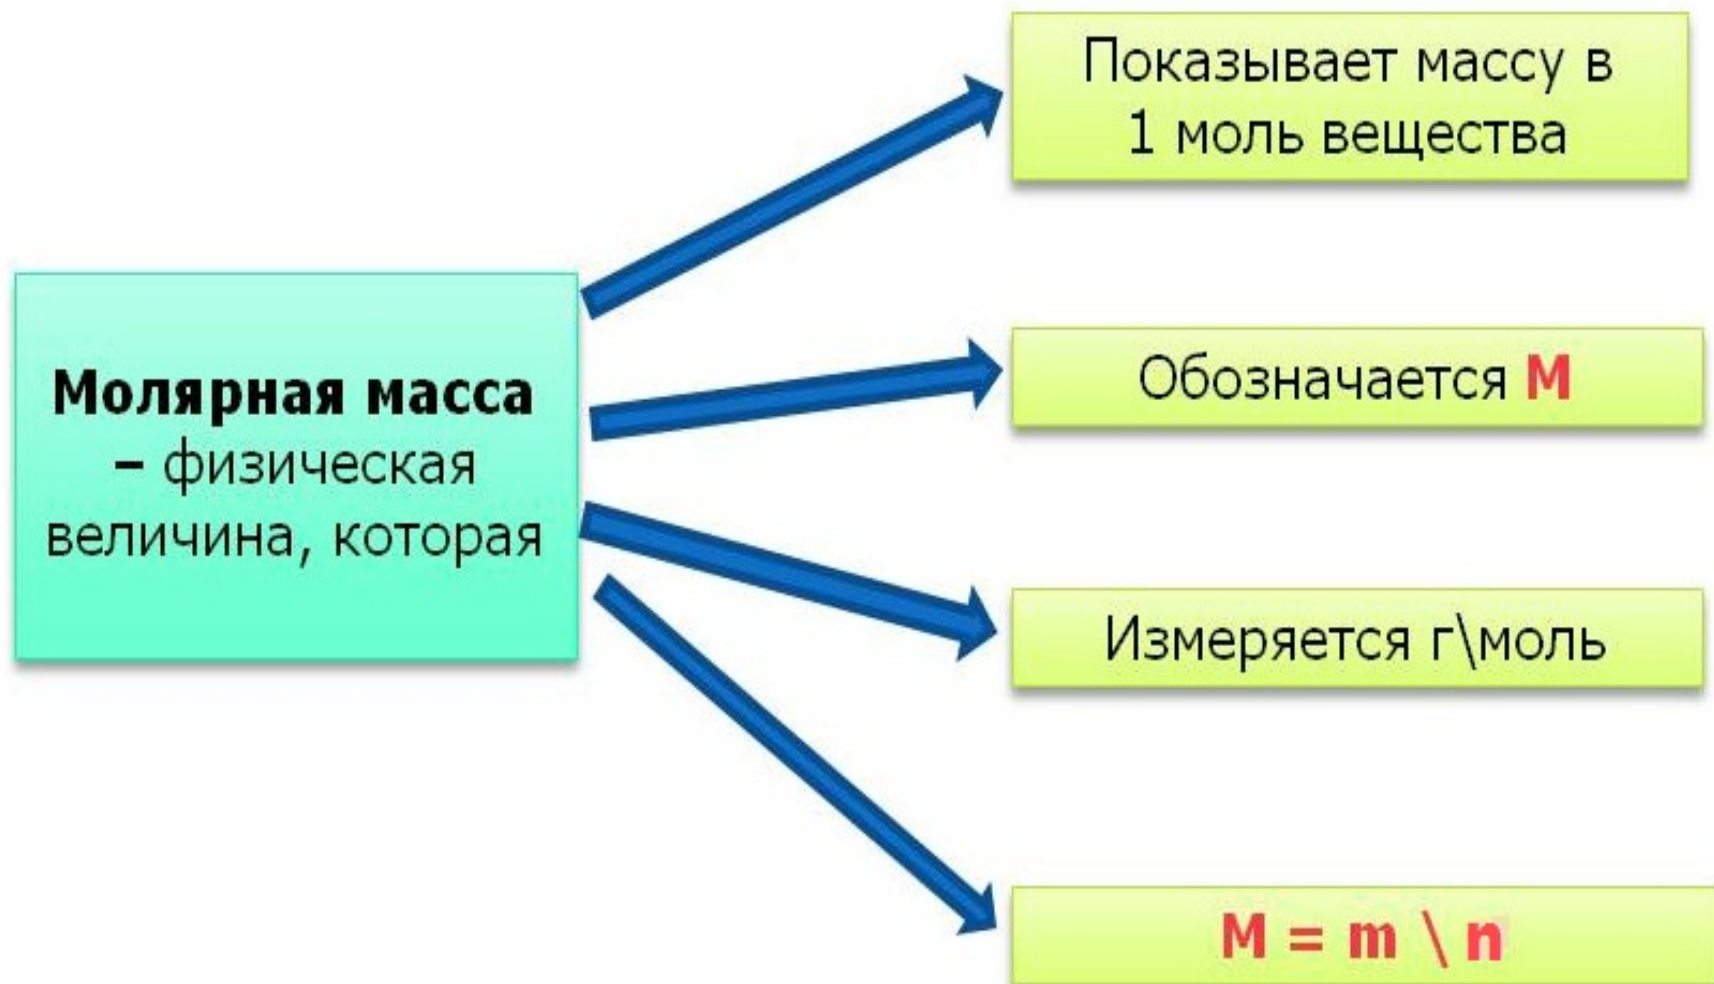 Молярная масса
– физическая
величина, которая
Показывает массу в
1 моль вещества
Обозначается М
Измеряется г\моль
М = m \ n